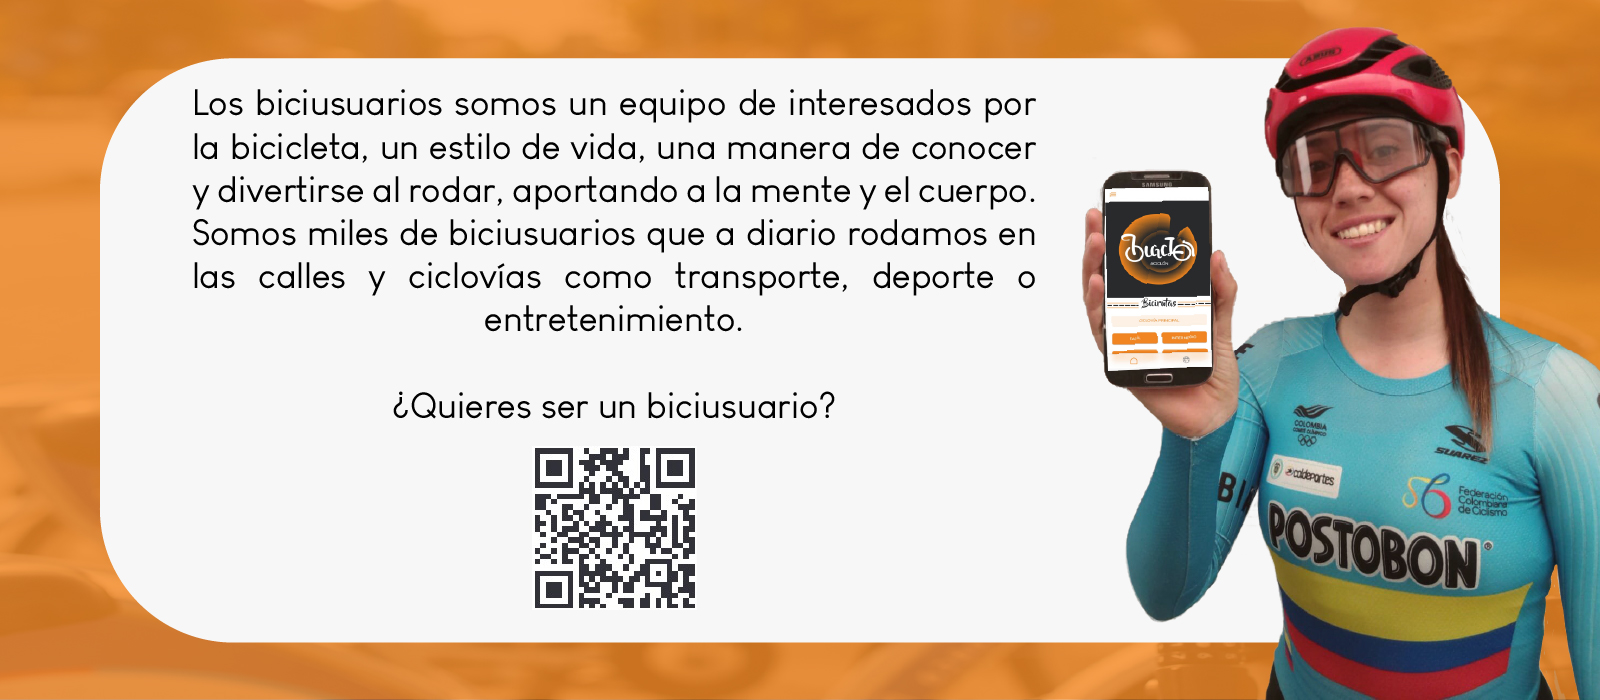 Los biciusuarios somos un equipo de interesados por
la bicicleta, un estilo de vida, una manera de conocer
y divertirse al rodar, aportando a la mente y el cuerpo.
Somos miles de biciusuarios que a diario rodamos en
las calles y ciclovías como transporte, deporte o
entretenimiento.
¿Quieres ser un biciusuario?
SAMSUNG
Bicirutas
COLOMBIA
COMITÉ OLÍMPICO
SUAREZ
coldeportes
Federación
Colombiana
de Ciclismo
POSTOBON®